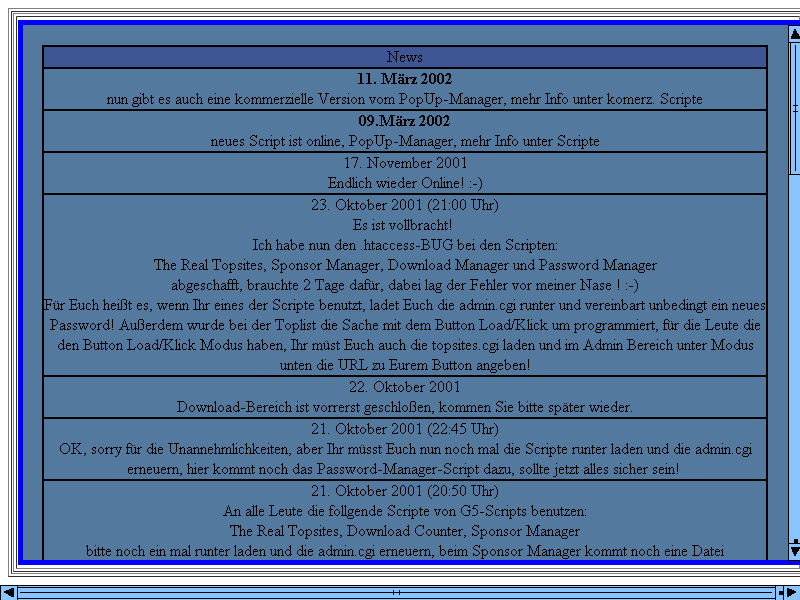 News
11. März 2002
nun gibt es auch eine kommerzielle Version vom PopUp-Manager, mehr Info unter komerz. Scripte
09.März 2002
neues Script ist online, PopUp-Manager, mehr Info unter Scripte
17. November 2001
Endlich wieder Online! :-)
23. Oktober 2001 (21:00 Uhr)
Es ist vollbracht!
Ich habe nun den .htaccess-BUG bei den Scripten:
The Real Topsites, Sponsor Manager, Download Manager und Password Manager
abgeschafft, brauchte 2 Tage dafür, dabei lag der Fehler vor meiner Nase ! :-)
Für Euch heißt es, wenn Ihr eines der Scripte benutzt, ladet Euch die admin.cgi runter und vereinbart unbedingt ein neues
Password! Außerdem wurde bei der Toplist die Sache mit dem Button Load/Klick um programmiert, für die Leute die
den Button Load/Klick Modus haben, Ihr müst Euch auch die topsites.cgi laden und im Admin Bereich unter Modus
unten die URL zu Eurem Button angeben!
22. Oktober 2001
Download-Bereich ist vorrerst geschloßen, kommen Sie bitte später wieder.
21. Oktober 2001 (22:45 Uhr)
OK, sorry für die Unannehmlichkeiten, aber Ihr müsst Euch nun noch mal die Scripte runter laden und die admin.cgi
erneuern, hier kommt noch das Password-Manager-Script dazu, sollte jetzt alles sicher sein!
21. Oktober 2001 (20:50 Uhr)
An alle Leute die follgende Scripte von G5-Scripts benutzen:
The Real Topsites, Download Counter, Sponsor Manager
bitte noch ein mal runter laden und die admin.cgi erneuern, beim Sponsor Manager kommt noch eine Datei